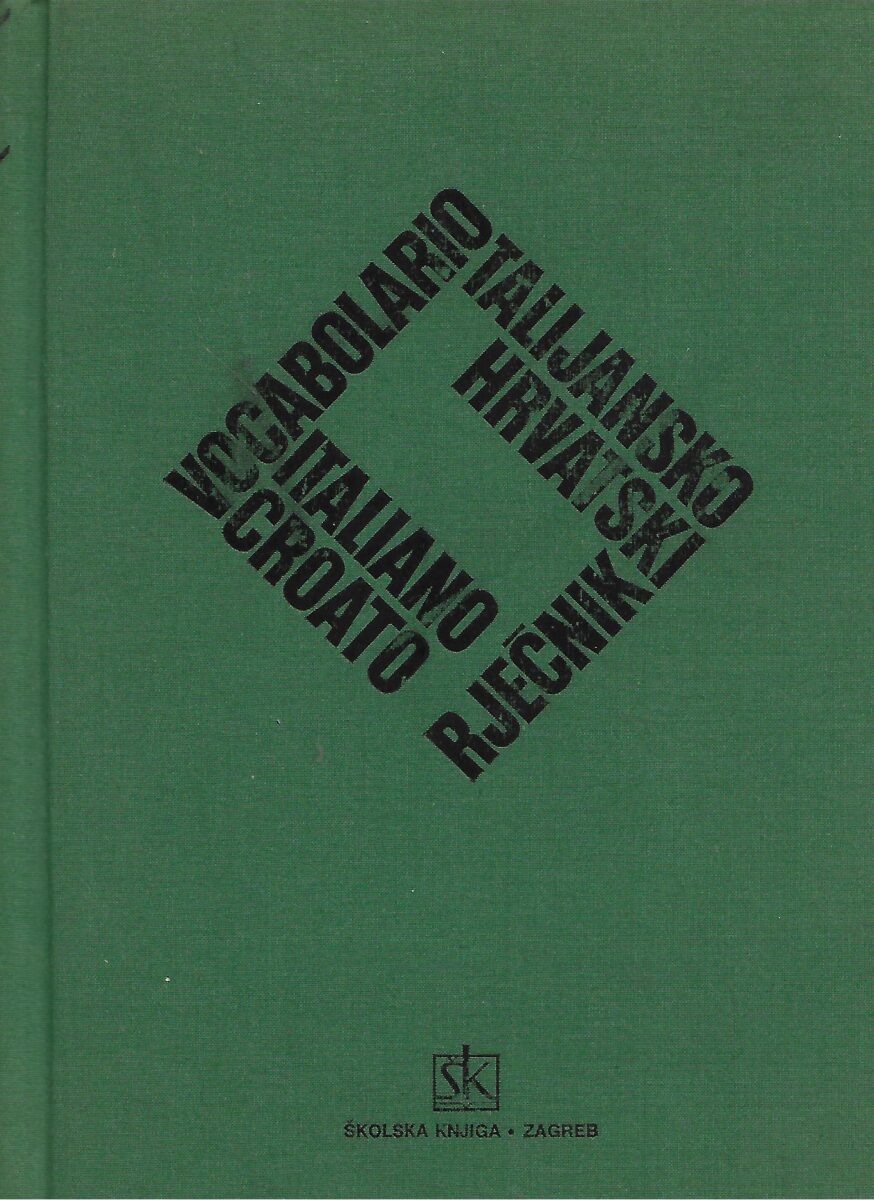 VOCABOLARIO
ITALIANO
CROATO
TALIJANSKO
HRVATSKI
RJEČNIK
ŠK
ŠKOLSKA KNJIGA • ZAGREB